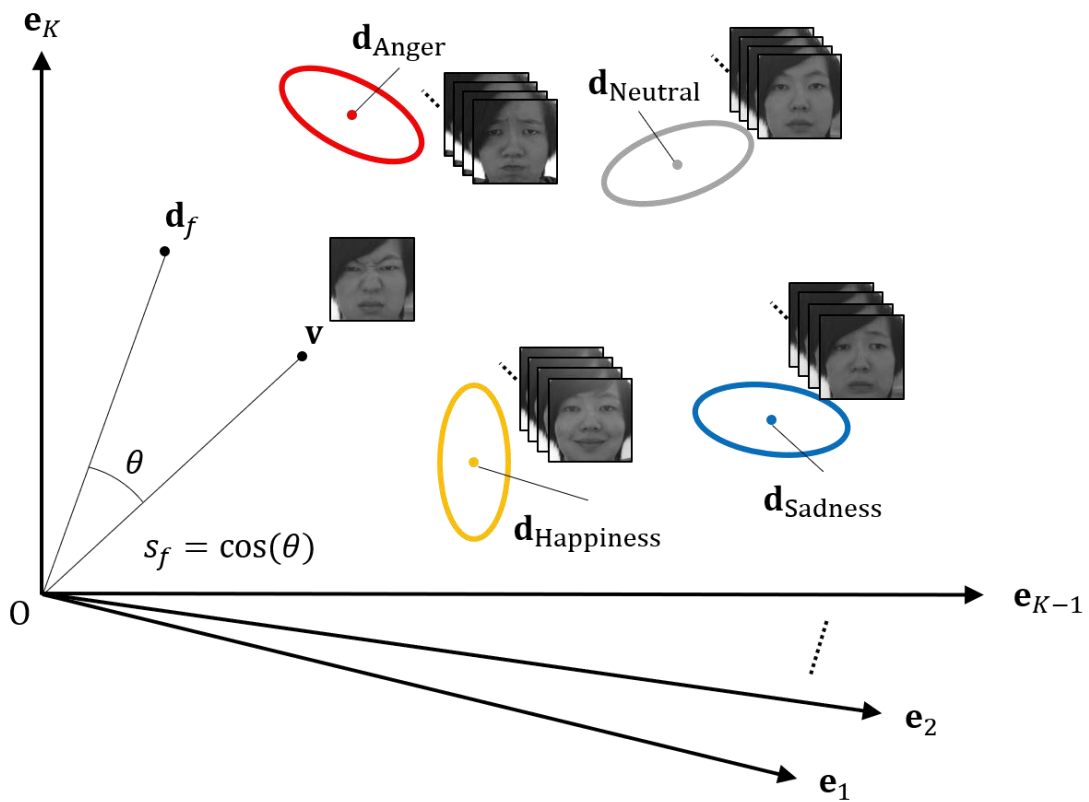 e_K
d_Anger
d_Neutral
d_f
v
θ
d_Sadness
d_Happiness
s_f = cos(θ)
O
e_{K−1}
e_2
e_1